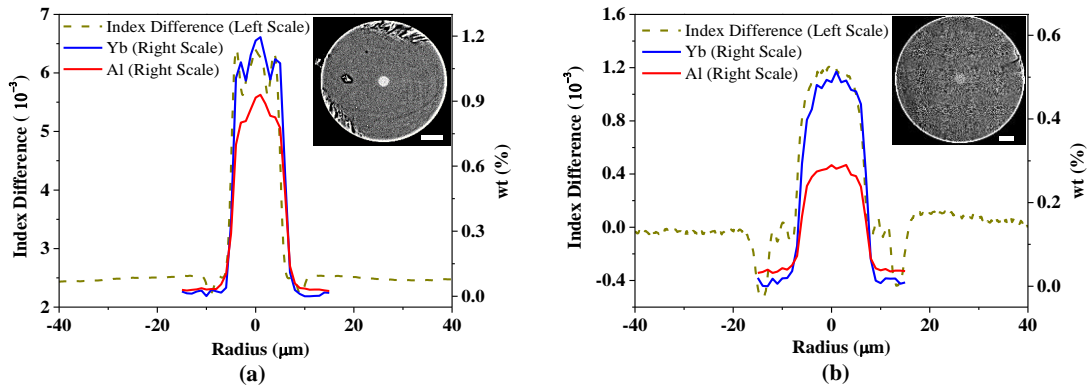 7
6
5
4
3
2
Index Difference ( 10⁻³)
Index Difference (Left Scale)
Yb (Right Scale)
Al (Right Scale)
1.2
0.9
0.6
0.3
0.0
wt (%)
-40 -20 0 20 40
Radius (μm)
(a)
1.6
1.2
0.8
0.4
0.0
-0.4
Index Difference ( 10⁻³)
Index Difference (Left Scale)
Yb (Right Scale)
Al (Right Scale)
0.6
0.5
0.3
0.2
0.0
wt (%)
-40 -20 0 20 40
Radius (μm)
(b)